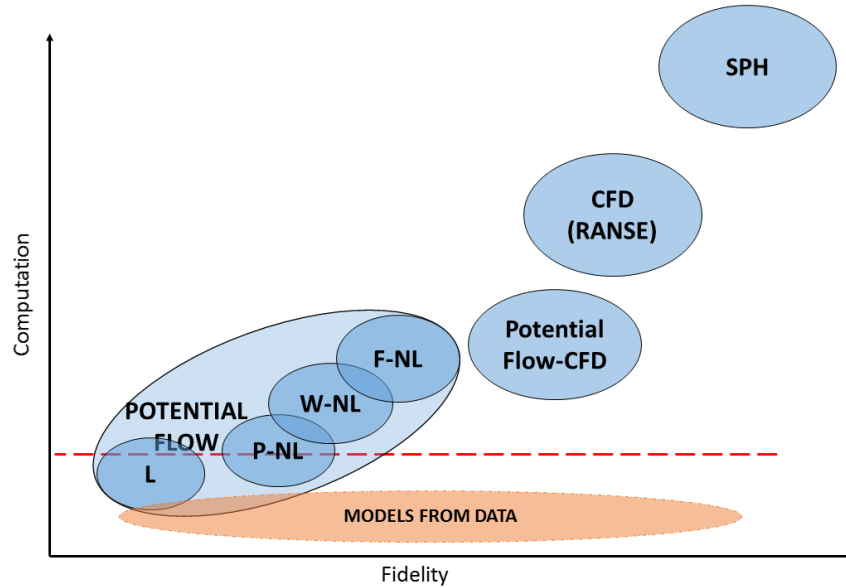 SPH
CFD
(RANSE)
Potential
Flow-CFD
F-NL
W-NL
POTENTIAL
FLOW
P-NL
L
MODELS FROM DATA
Computation
Fidelity